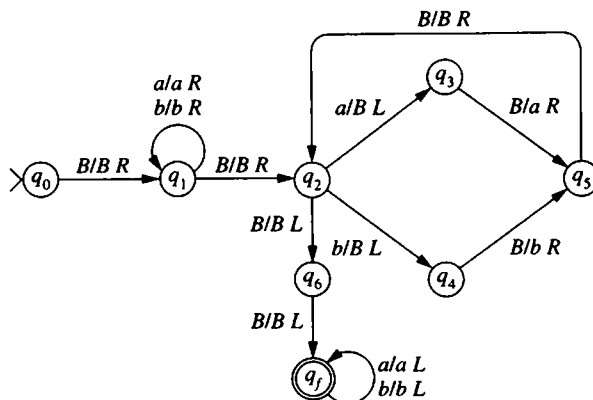 B/B R
a/a R
b/b R
q3
a/B L
B/a R
q0
B/B R
q1
B/B R
q2
q5
B/B L
b/B L
B/b R
q6
q4
B/B L
qf
a/a L
b/b L